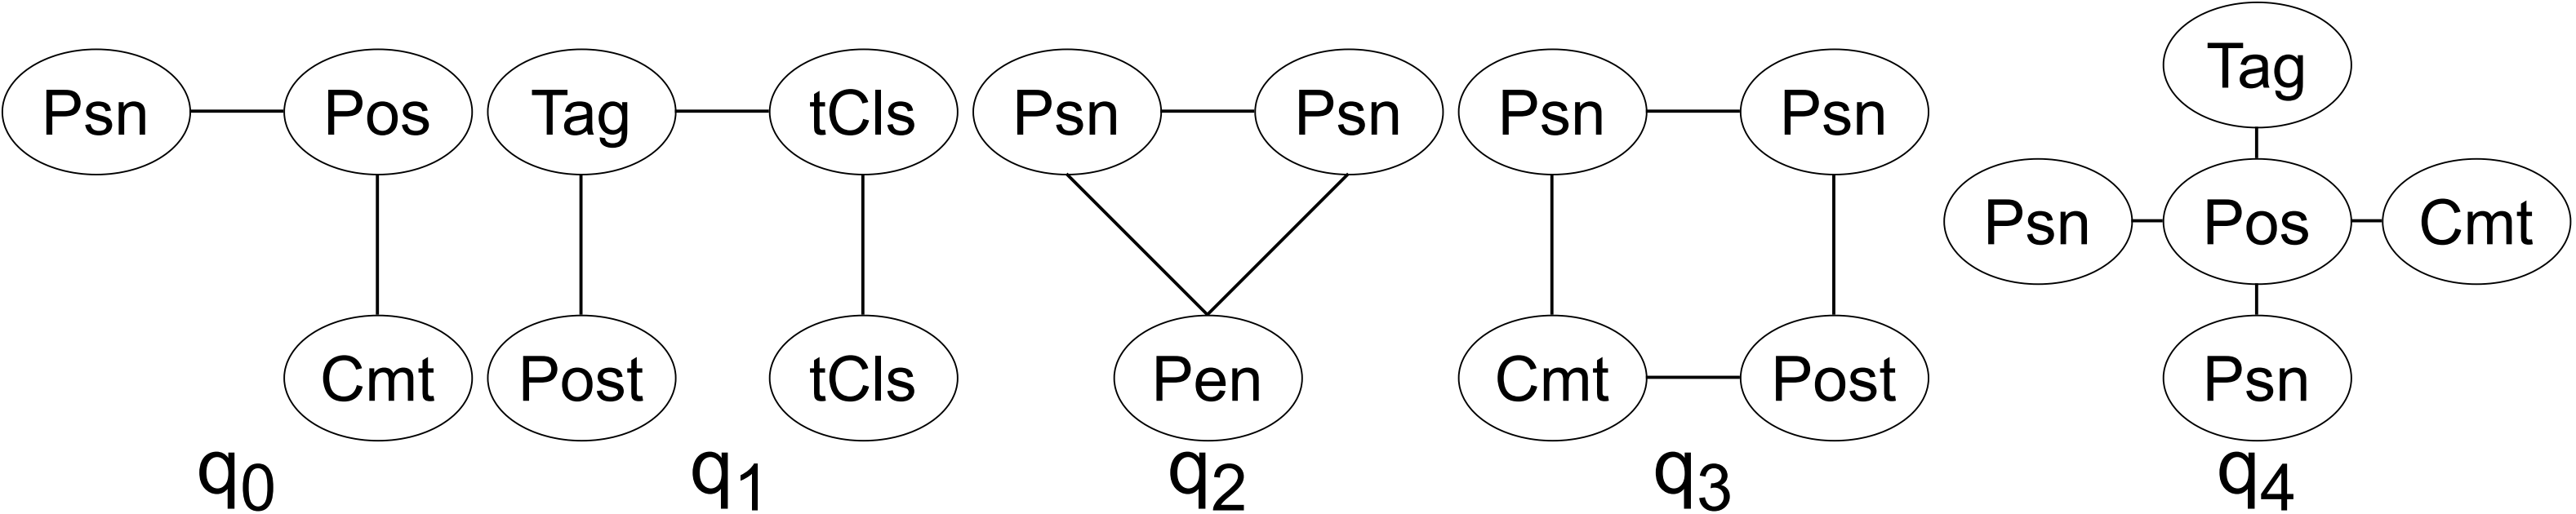 Psn Pos
Cmt
q0
Tag tCls
Post tCls
q1
Psn Psn
Pen
q2
Psn Psn
Cmt Post
q3
Tag
Psn Pos Cmt
Psn
q4